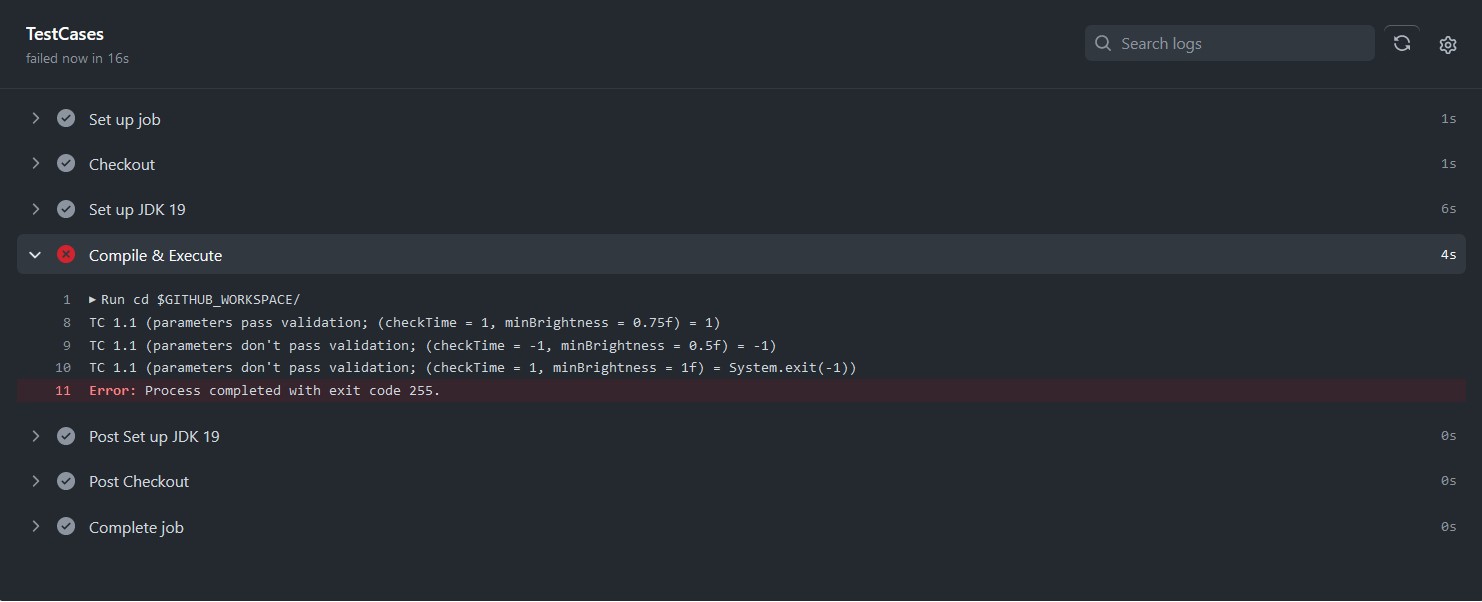 TestCases
failed now in 16s
Search logs
Set up job 1s
Checkout 1s
Set up JDK 19 6s
Compile & Execute 4s
1 ▶ Run cd $GITHUB_WORKSPACE/
8 TC 1.1 (parameters pass validation; (checkTime = 1, minBrightness = 0.75f) = 1)
9 TC 1.1 (parameters don't pass validation; (checkTime = -1, minBrightness = 0.5f) = -1)
10 TC 1.1 (parameters don't pass validation; (checkTime = 1, minBrightness = 1f) = System.exit(-1))
11 Error: Process completed with exit code 255.
Post Set up JDK 19 0s
Post Checkout 0s
Complete job 0s